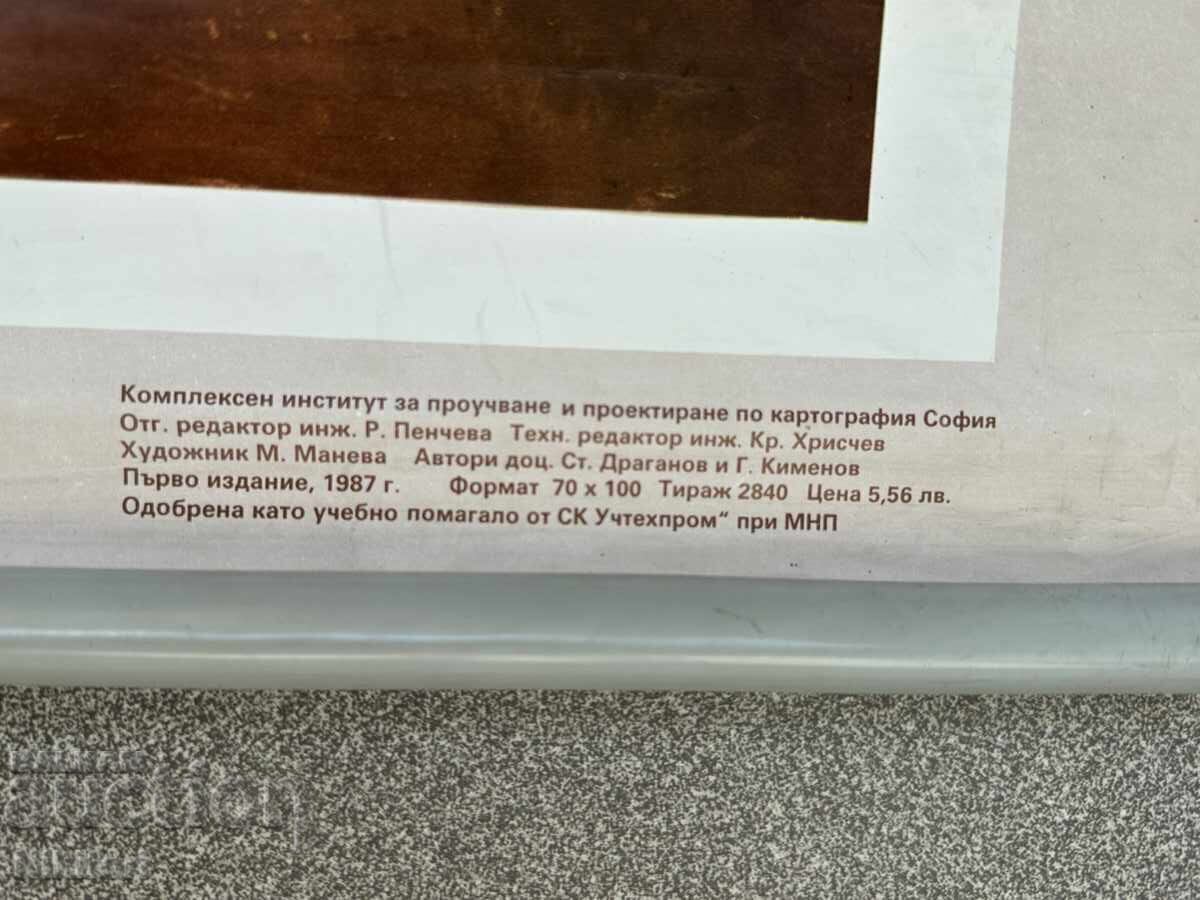 Комплексен институт за проучване и проектиране по картография София
Отг. редактор инж. Р. Пенчева Техн. редактор инж. Кр. Хрисчев
Художник М. Манева Автори доц. Ст. Драганов и Г. Кименов
Първо издание, 1987 г. Формат 70 x 100 Тираж 2840 Цена 5,56 лв.
Одобрена като учебно помагало от СК Учтехпром“ при МНП
auction